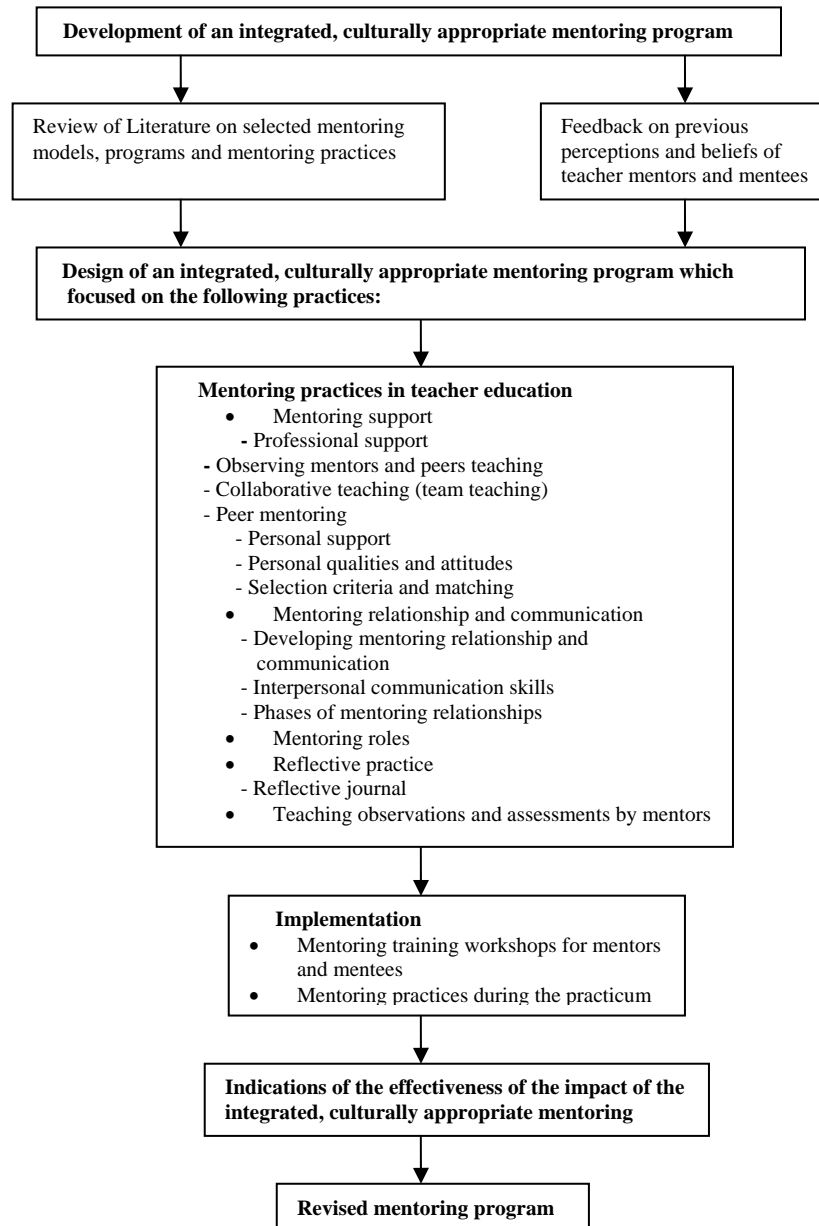 Development of an integrated, culturally appropriate mentoring program
Review of Literature on selected mentoring
models, programs and mentoring practices
Feedback on previous
perceptions and beliefs of
teacher mentors and mentees
Design of an integrated, culturally appropriate mentoring program which
focused on the following practices:
Mentoring practices in teacher education
• Mentoring support
- Professional support
- Observing mentors and peers teaching
- Collaborative teaching (team teaching)
- Peer mentoring
- Personal support
- Personal qualities and attitudes
- Selection criteria and matching
• Mentoring relationship and communication
- Developing mentoring relationship and
communication
- Interpersonal communication skills
- Phases of mentoring relationships
• Mentoring roles
• Reflective practice
- Reflective journal
• Teaching observations and assessments by mentors
Implementation
• Mentoring training workshops for mentors
and mentees
• Mentoring practices during the practicum
Indications of the effectiveness of the impact of the
integrated, culturally appropriate mentoring
Revised mentoring program